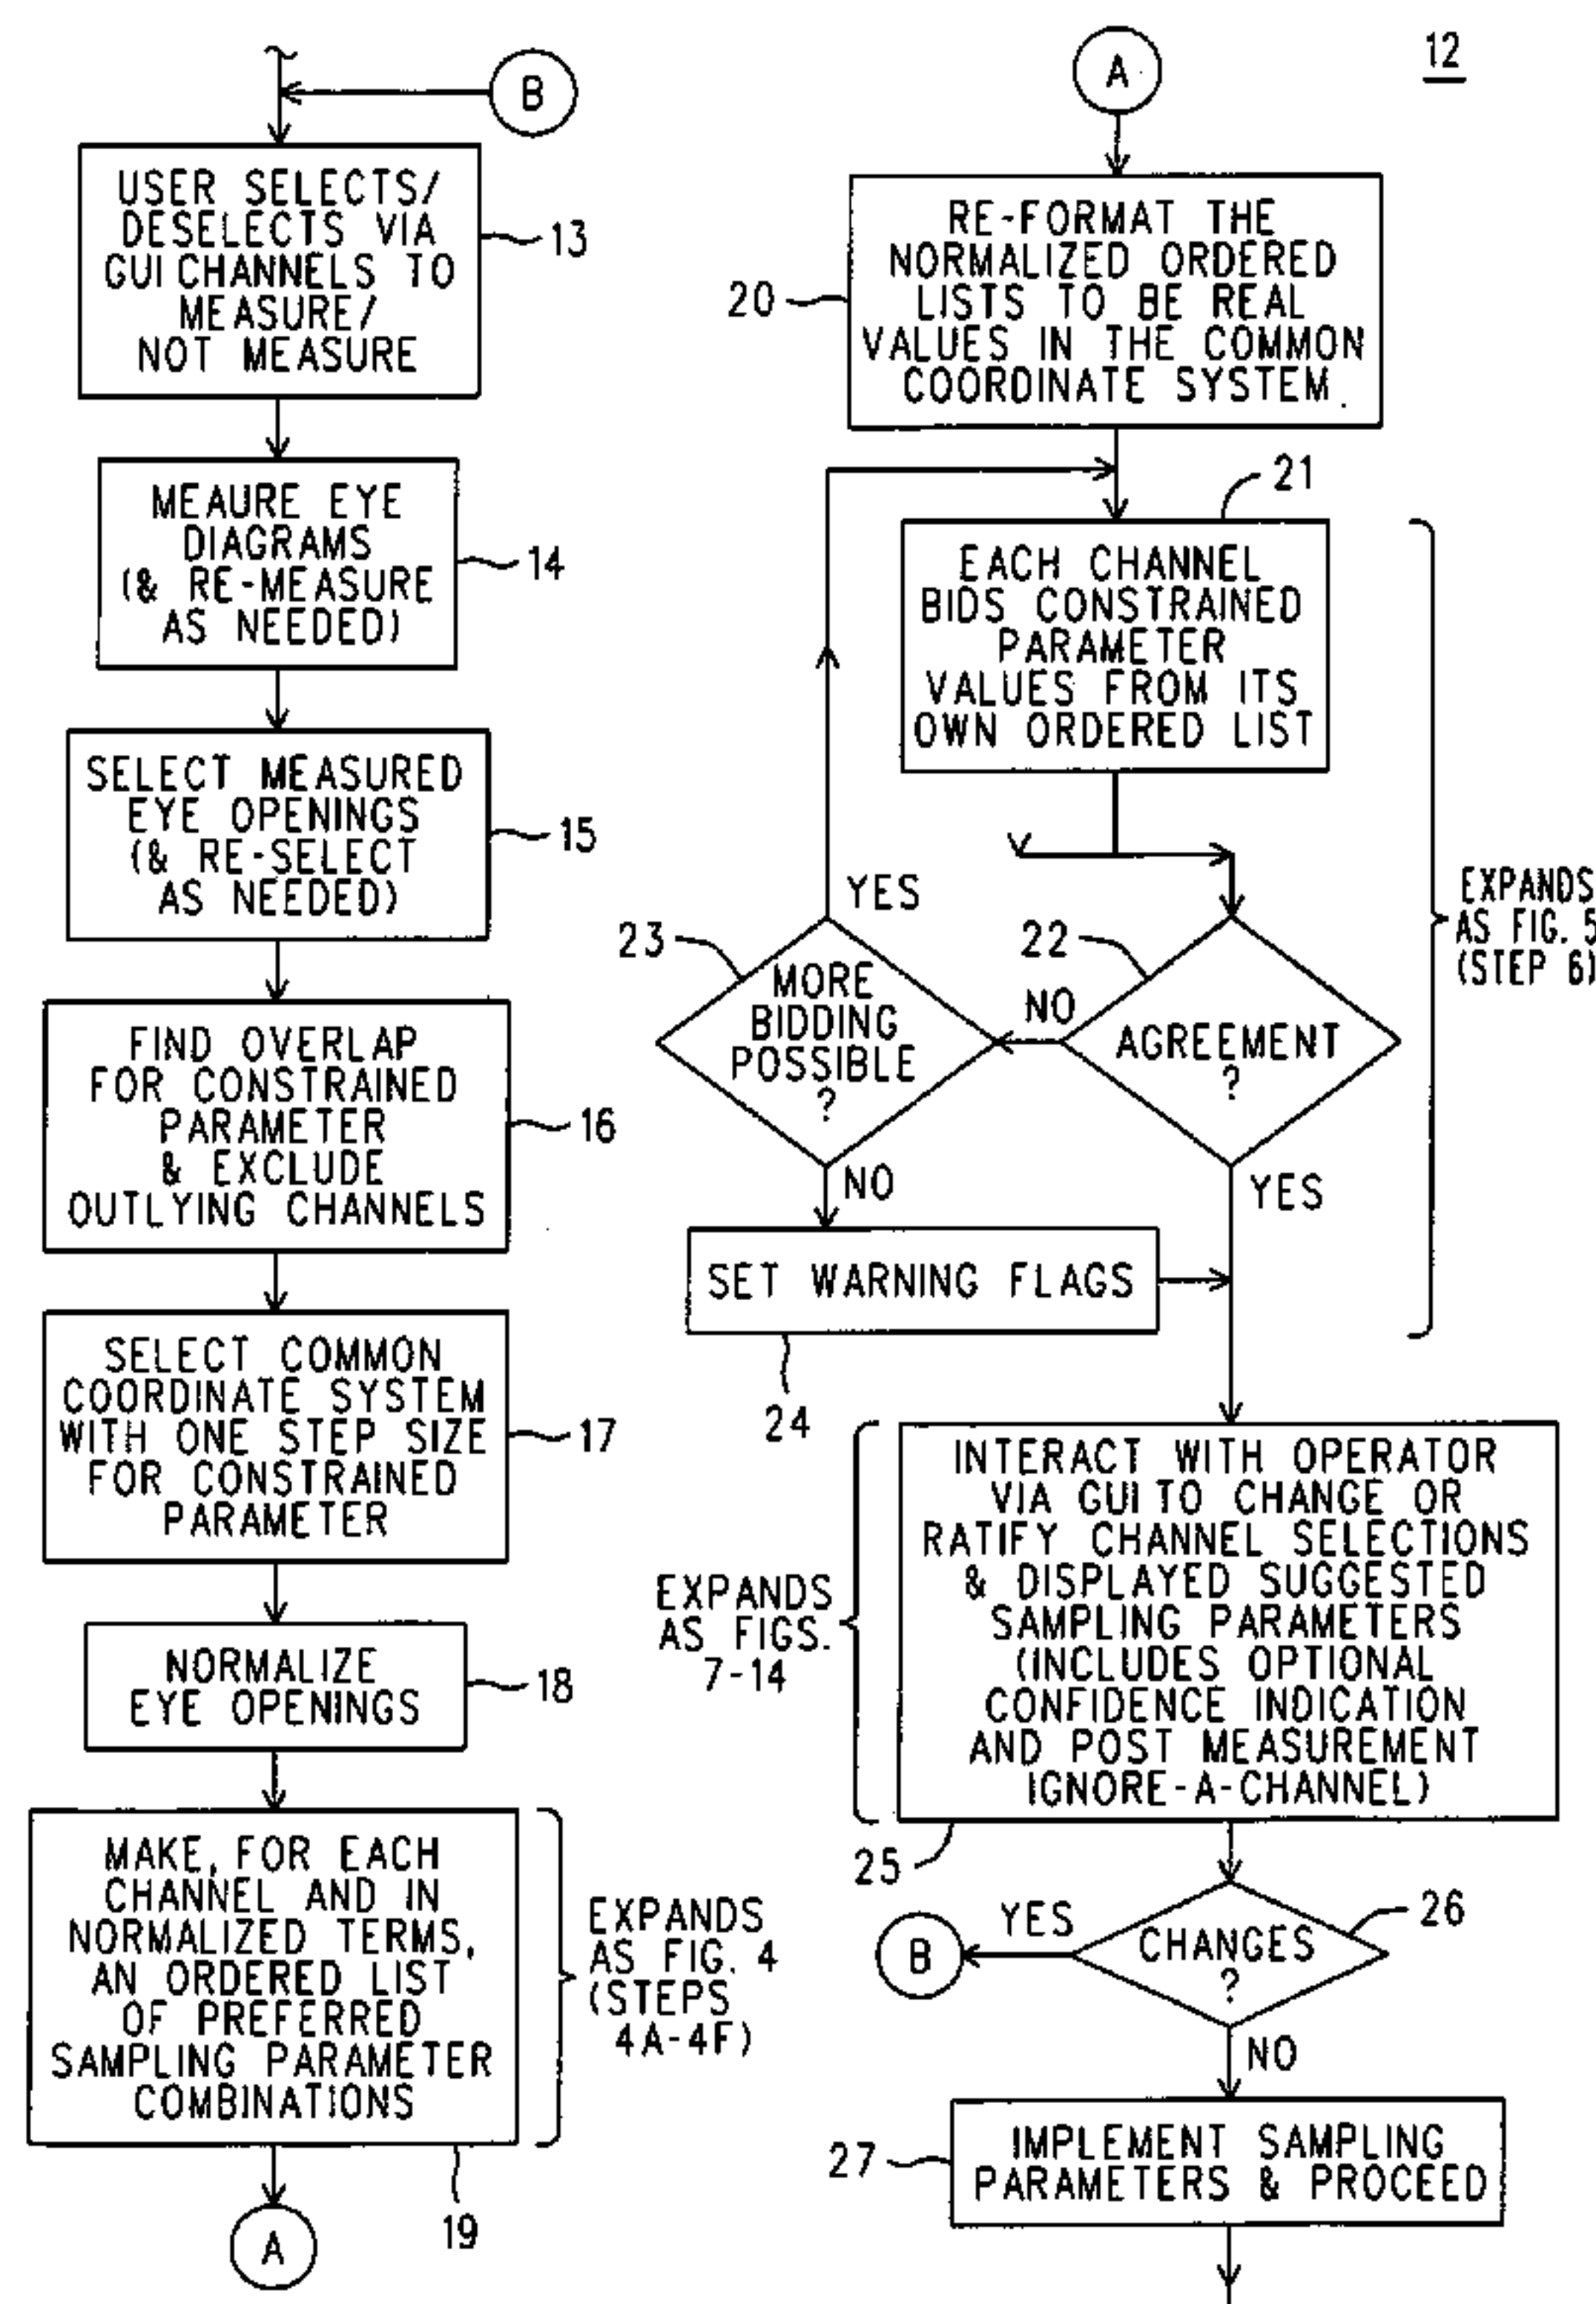 B
USER SELECTS/
DESELECTS VIA
GUI CHANNELS TO
MEASURE/
NOT MEASURE
13
MEAURE EYE
DIAGRAMS
(& RE-MEASURE
AS NEEDED)
14
SELECT MEASURED
EYE OPENINGS
(& RE-SELECT
AS NEEDED)
15
FIND OVERLAP
FOR CONSTRAINED
PARAMETER
& EXCLUDE
OUTLYING CHANNELS
16
SELECT COMMON
COORDINATE SYSTEM
WITH ONE STEP SIZE
FOR CONSTRAINED
PARAMETER
17
NORMALIZE
EYE OPENINGS
18
MAKE, FOR EACH
CHANNEL AND IN
NORMALIZED TERMS,
AN ORDERED LIST
OF PREFERRED
SAMPLING PARAMETER
COMBINATIONS
19
EXPANDS
AS FIG. 4
(STEPS
4A-4F)
A
12
A
RE-FORMAT THE
NORMALIZED ORDERED
LISTS TO BE REAL
VALUES IN THE COMMON
COORDINATE SYSTEM
20
21
EACH CHANNEL
BIDS CONSTRAINED
PARAMETER
VALUES FROM ITS
OWN ORDERED LIST
EXPANDS
AS FIG. 5
(STEP 6)
22
AGREEMENT
?
NO
YES
23
MORE
BIDDING
POSSIBLE
?
YES
NO
SET WARNING FLAGS
24
INTERACT WITH OPERATOR
VIA GUI TO CHANGE OR
RATIFY CHANNEL SELECTIONS
& DISPLAYED SUGGESTED
SAMPLING PARAMETERS
(INCLUDES OPTIONAL
CONFIDENCE INDICATION
AND POST MEASUREMENT
IGNORE-A-CHANNEL)
EXPANDS
AS FIGS.
7-14
25
CHANGES
?
26
YES
B
NO
IMPLEMENT SAMPLING
PARAMETERS & PROCEED
27